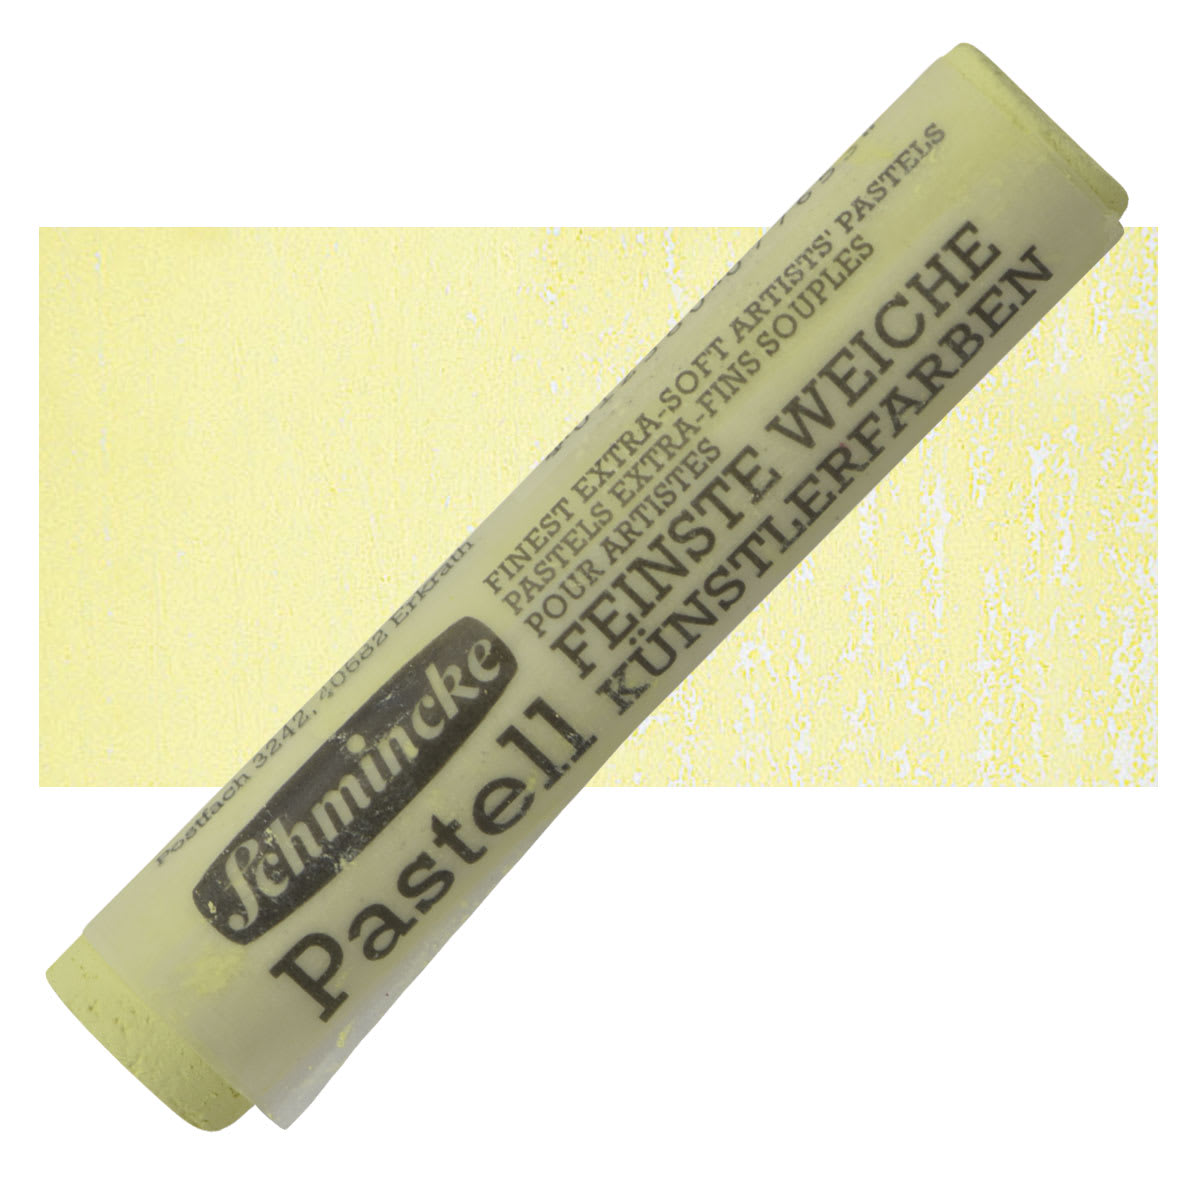 FINEST EXTRA-SOFT ARTISTS' PASTELS
PASTELS EXTRA-FINS SOUPLES
POUR ARTISTES
FEINSTE WEICHE
KÜNSTLERFARBEN
Postfach 3242, 40682 Erkrath
Schmincke
Pastell